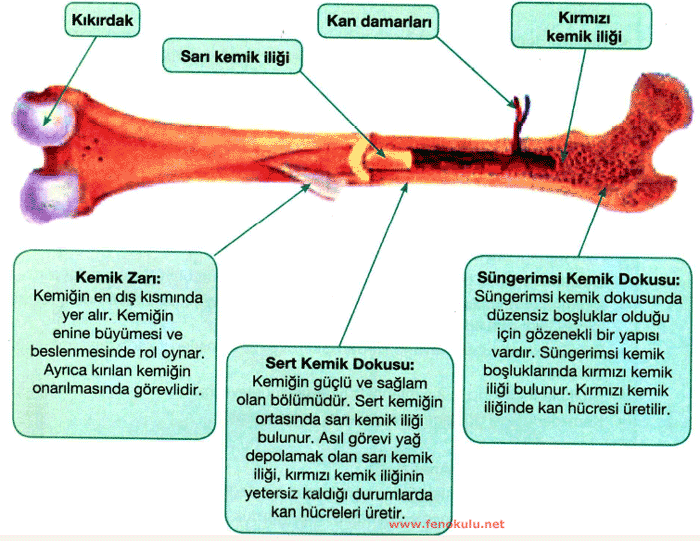 Kıkırdak
Sarı kemik iliği
Kan damarları
Kırmızı
kemik iliği
Kemik Zarı:
Kemiğin en dış kısmında
yer alır. Kemiğin
enine büyümesi ve
beslenmesinde rol oynar.
Ayrıca kırılan kemiğin
onarılmasında görevlidir.
Sert Kemik Dokusu:
Kemiğin güçlü ve sağlam
olan bölümüdür. Sert kemiğin
ortasında sarı kemik iliği
bulunur. Asıl görevi yağ
depolamak olan sarı kemik
iliği, kırmızı kemik iliğinin
yetersiz kaldığı durumlarda
kan hücreleri üretir.
Süngerimsi Kemik Dokusu:
Süngerimsi kemik dokusunda
düzensiz boşluklar olduğu
için gözenekli bir yapısı
vardır. Süngerimsi kemik
boşluklarında kırmızı kemik
iliği bulunur. Kırmızı kemik
iliğinde kan hücresi üretilir.
www.fenokulu.net